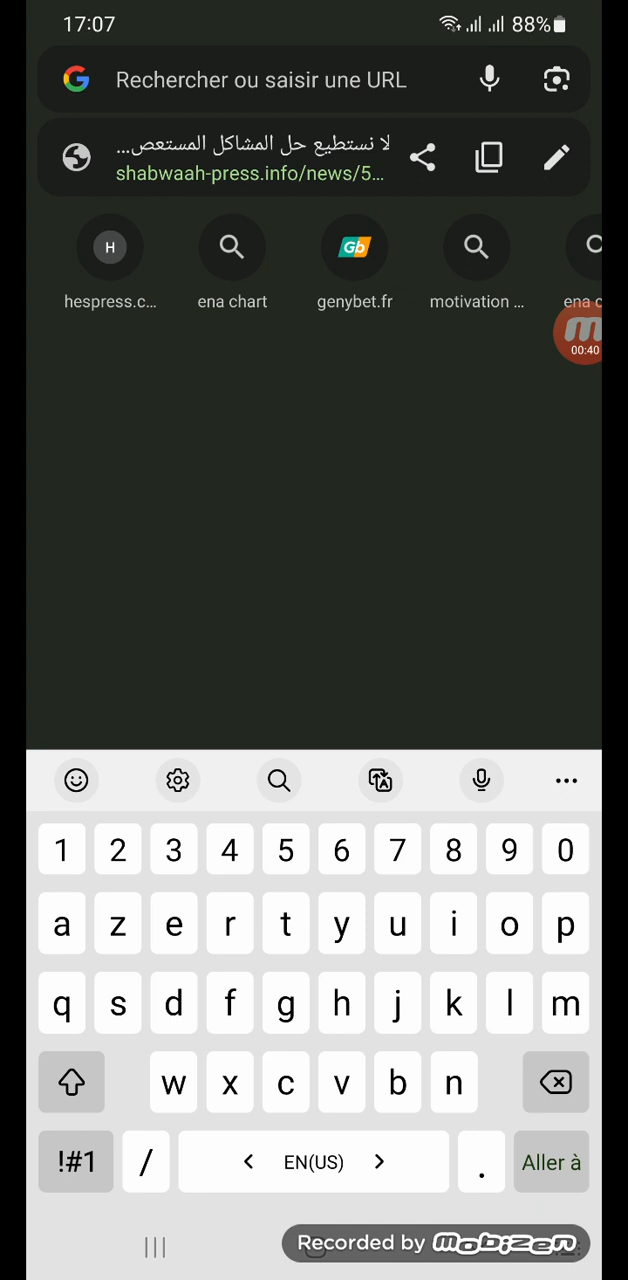 17:07
88%
Rechercher ou saisir une URL
لا نستطيع حل المشاكل المستعص...
shabwaah-press.info/news/5...
H
Gb
hespress.c...
ena chart
genybet.fr
motivation ...
ena c
m
00:40
1 2 3 4 5 6 7 8 9 0
a z e r t y u i o p
q s d f g h j k l m
w x c v b n
!#1 / < EN(US) > . Aller à
Recorded by mobizen